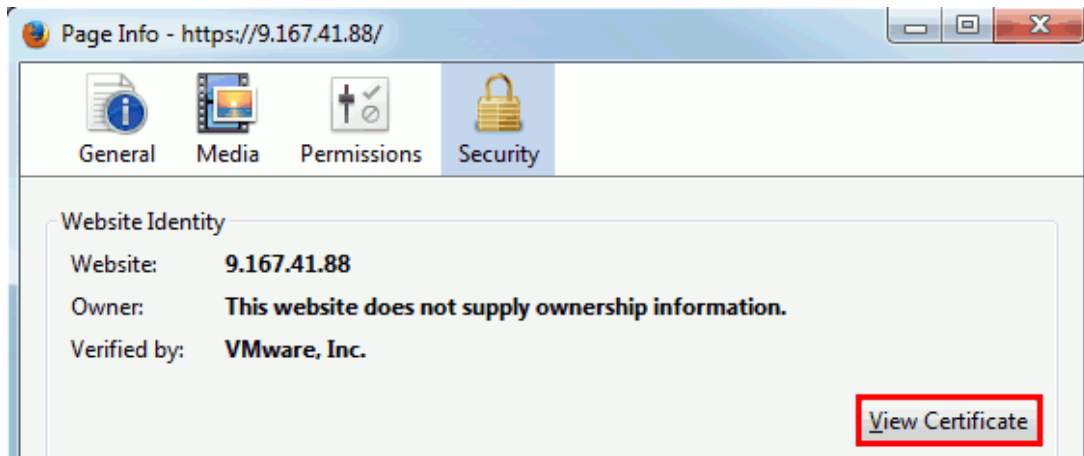 Page Info - https://9.167.41.88/
General Media Permissions Security
Website Identity
Website: 9.167.41.88
Owner: This website does not supply ownership information.
Verified by: VMware, Inc.
View Certificate